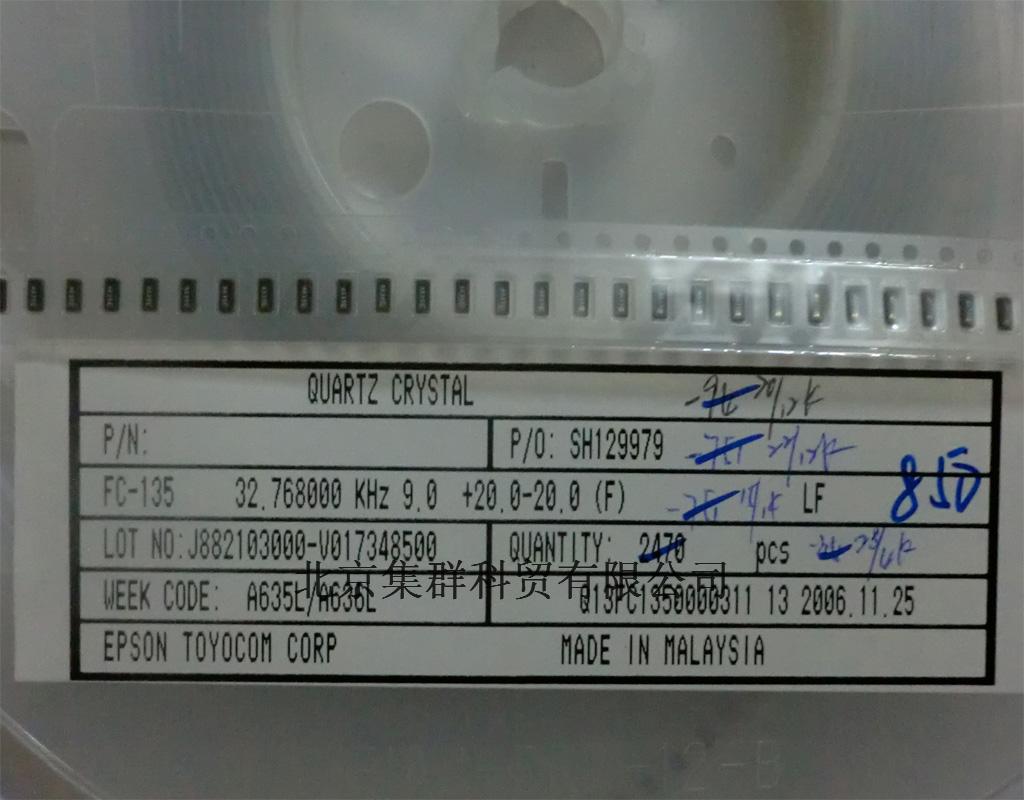 QUARTZ CRYSTAL
P/N: P/O: SH129979
FC-135 32.768000 KHz 9.0 +20.0-20.0 (F) LF 850
LOT NO:J882103000-V017348500 QUANTITY: 2470 pcs
北京集群科贸有限公司
WEEK CODE: A635L/A636L Q13FC1350000311 13 2006.11.25
EPSON TOYOCOM CORP MADE IN MALAYSIA